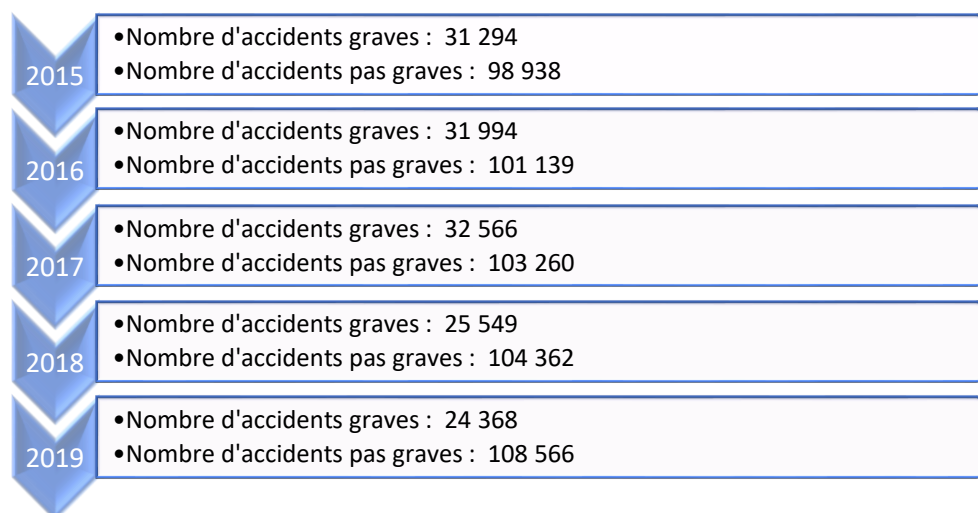 2015
•Nombre d'accidents graves : 31 294
•Nombre d'accidents pas graves : 98 938
2016
•Nombre d'accidents graves : 31 994
•Nombre d'accidents pas graves : 101 139
2017
•Nombre d'accidents graves : 32 566
•Nombre d'accidents pas graves : 103 260
2018
•Nombre d'accidents graves : 25 549
•Nombre d'accidents pas graves : 104 362
2019
•Nombre d'accidents graves : 24 368
•Nombre d'accidents pas graves : 108 566